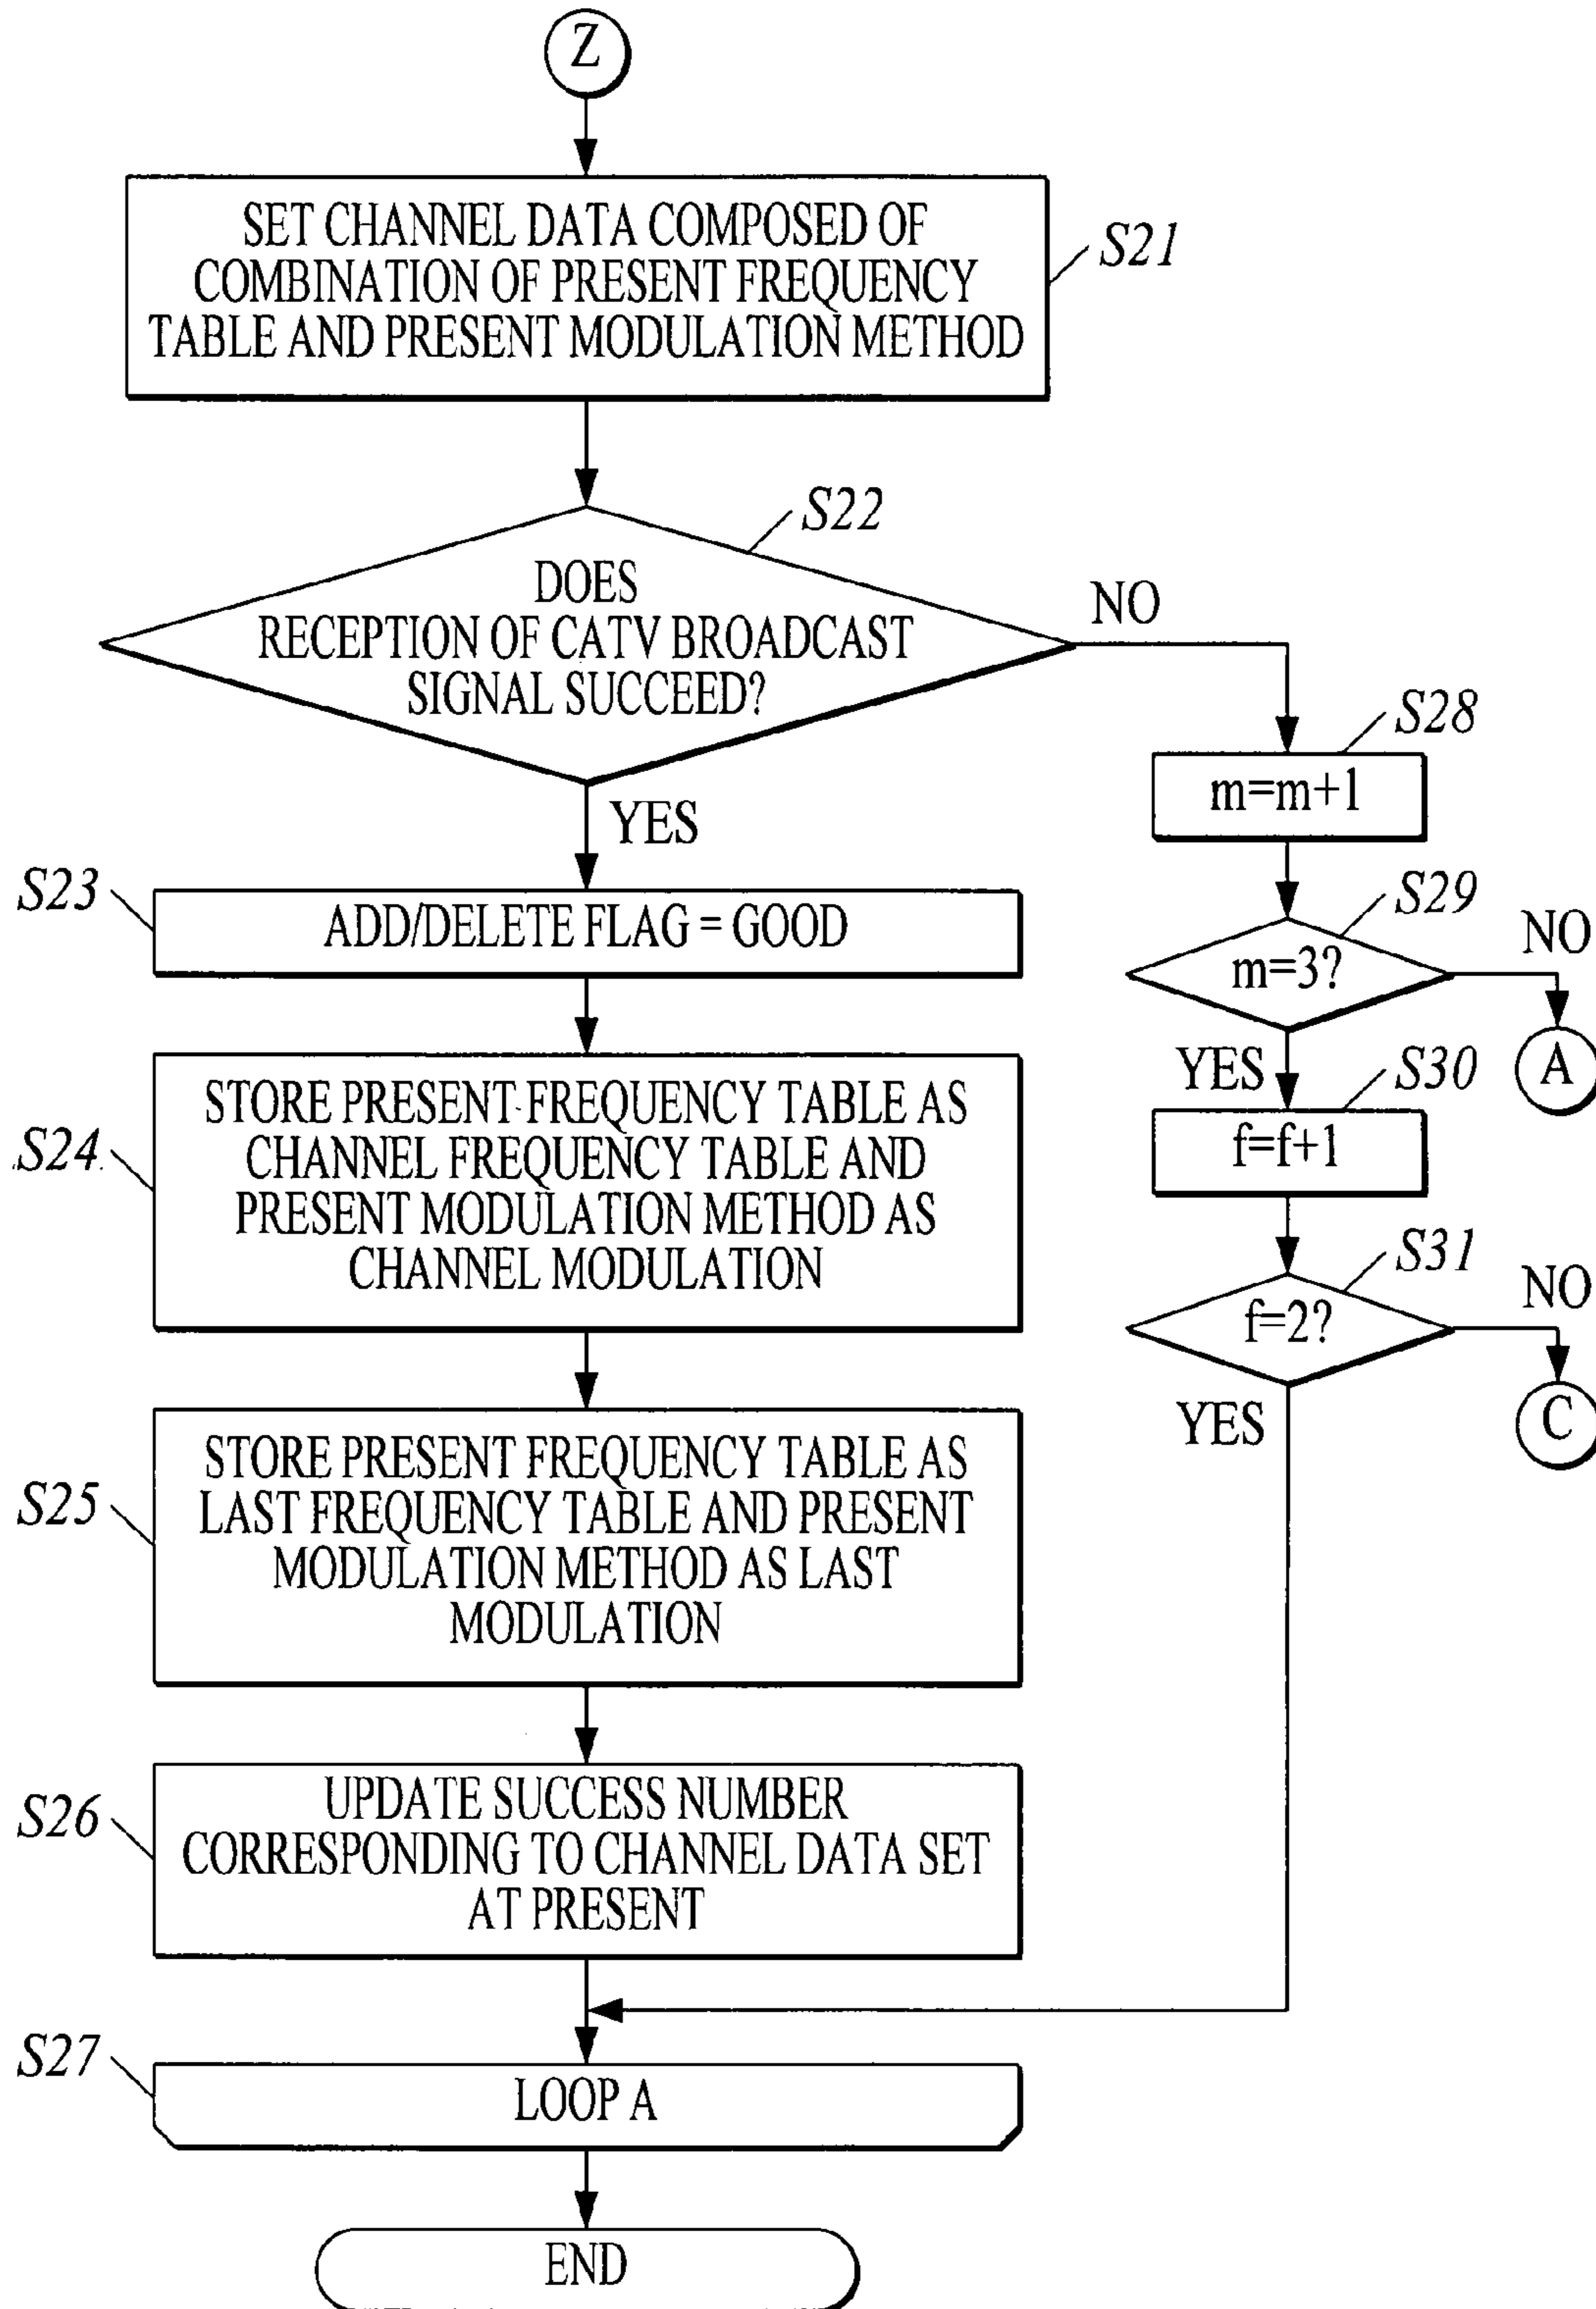 Z
SET CHANNEL DATA COMPOSED OF
COMBINATION OF PRESENT FREQUENCY
TABLE AND PRESENT MODULATION METHOD
S21
S22
DOES
RECEPTION OF CATV BROADCAST
SIGNAL SUCCEED?
NO
YES
S28
m=m+1
S23
ADD/DELETE FLAG = GOOD
S29
m=3?
NO
A
YES
S24
STORE PRESENT FREQUENCY TABLE AS
CHANNEL FREQUENCY TABLE AND
PRESENT MODULATION METHOD AS
CHANNEL MODULATION
S30
f=f+1
S31
f=2?
NO
C
YES
S25
STORE PRESENT FREQUENCY TABLE AS
LAST FREQUENCY TABLE AND PRESENT
MODULATION METHOD AS LAST
MODULATION
S26
UPDATE SUCCESS NUMBER
CORRESPONDING TO CHANNEL DATA SET
AT PRESENT
S27
LOOP A
END